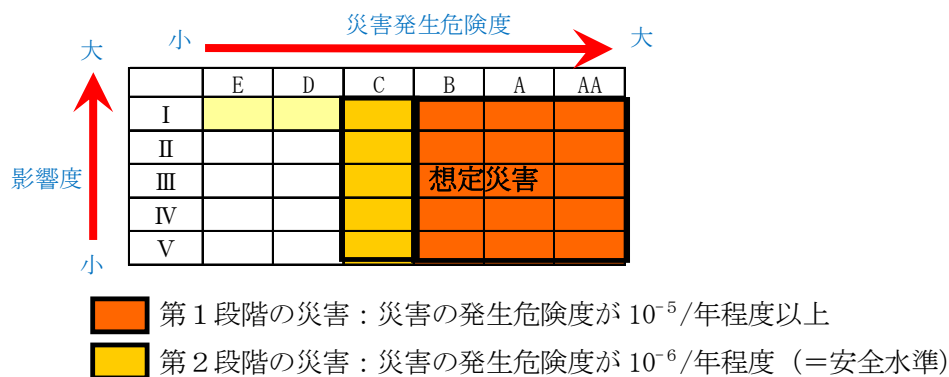 災害発生危険度
小 大
大
E D C B A AA
Ⅰ
Ⅱ
影響度 Ⅲ 想定災害
Ⅳ
Ⅴ
小
第１段階の災害：災害の発生危険度が 10⁻⁵/年程度以上
第２段階の災害：災害の発生危険度が 10⁻⁶/年程度（＝安全水準）